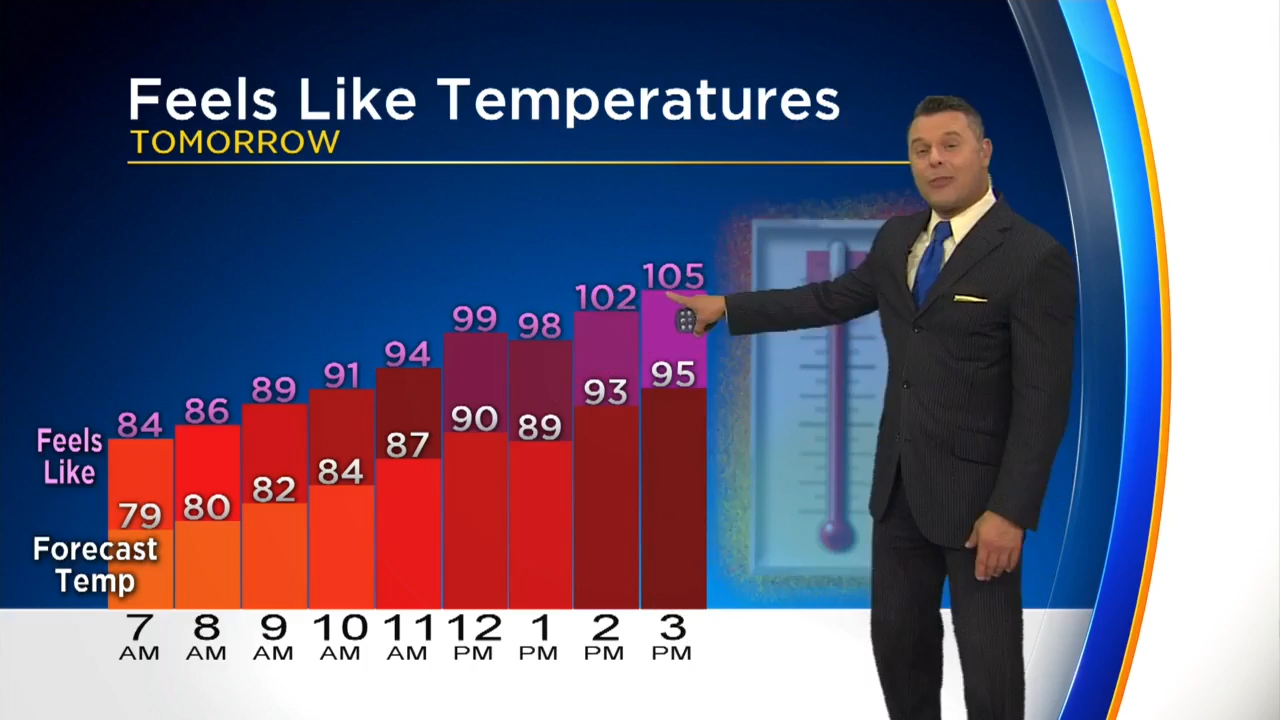 Feels Like Temperatures
TOMORROW
105
102
99
98
94
91
89
86
84
Feels
Like
95
93
90
89
87
84
82
80
79
Forecast
Temp
7 8 9 10 11 12 1 2 3
AM AM AM AM AM PM PM PM PM